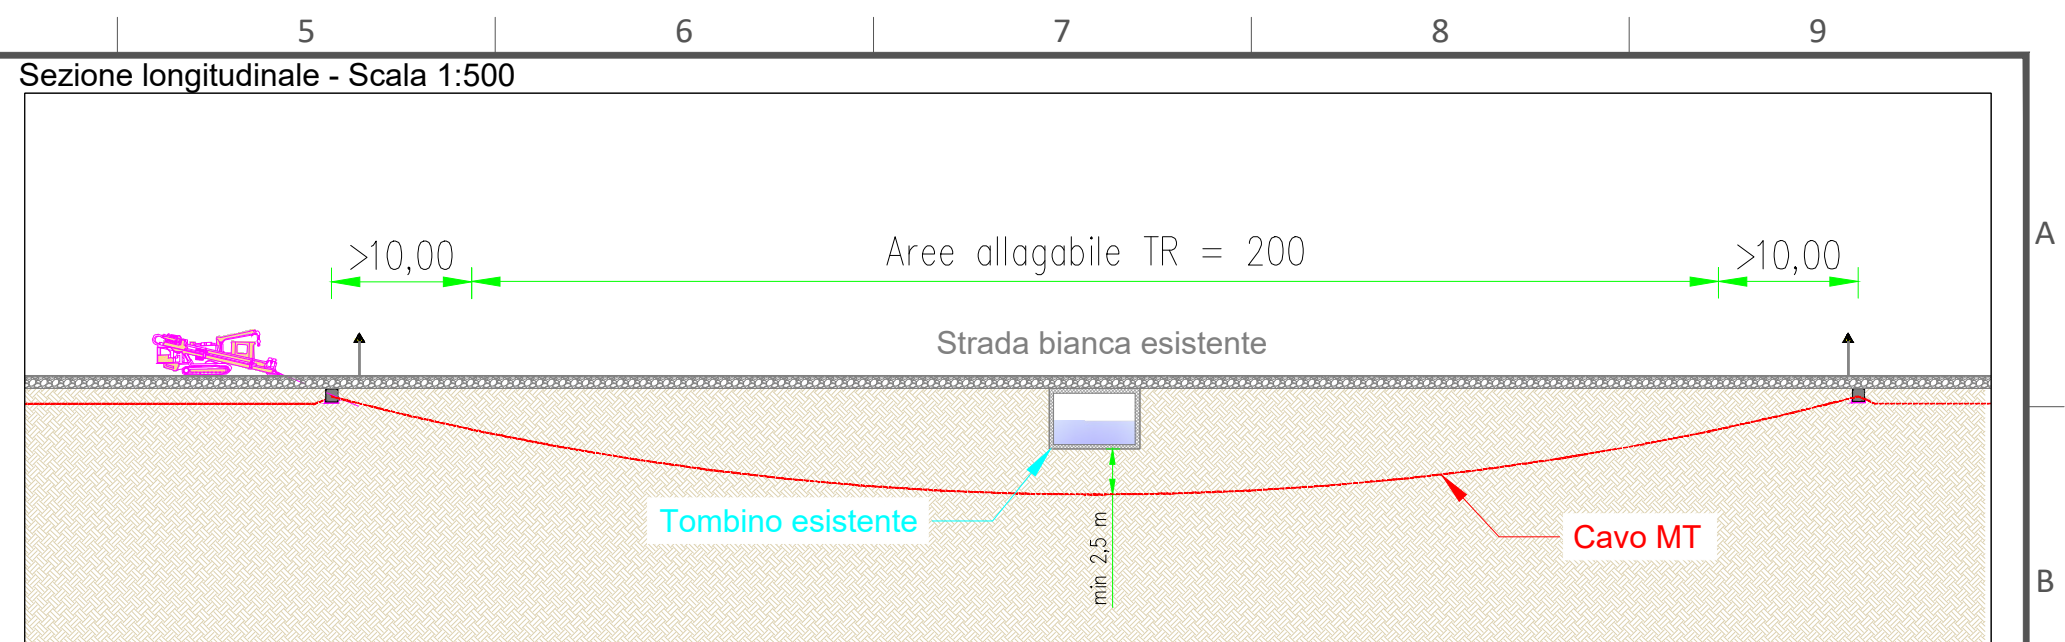 5 6 7 8 9
Sezione longitudinale - Scala 1:500
A
>10,00 Aree allagabile TR = 200 >10,00
Strada bianca esistente
Tombino esistente
min 2,5 m
Cavo MT
B